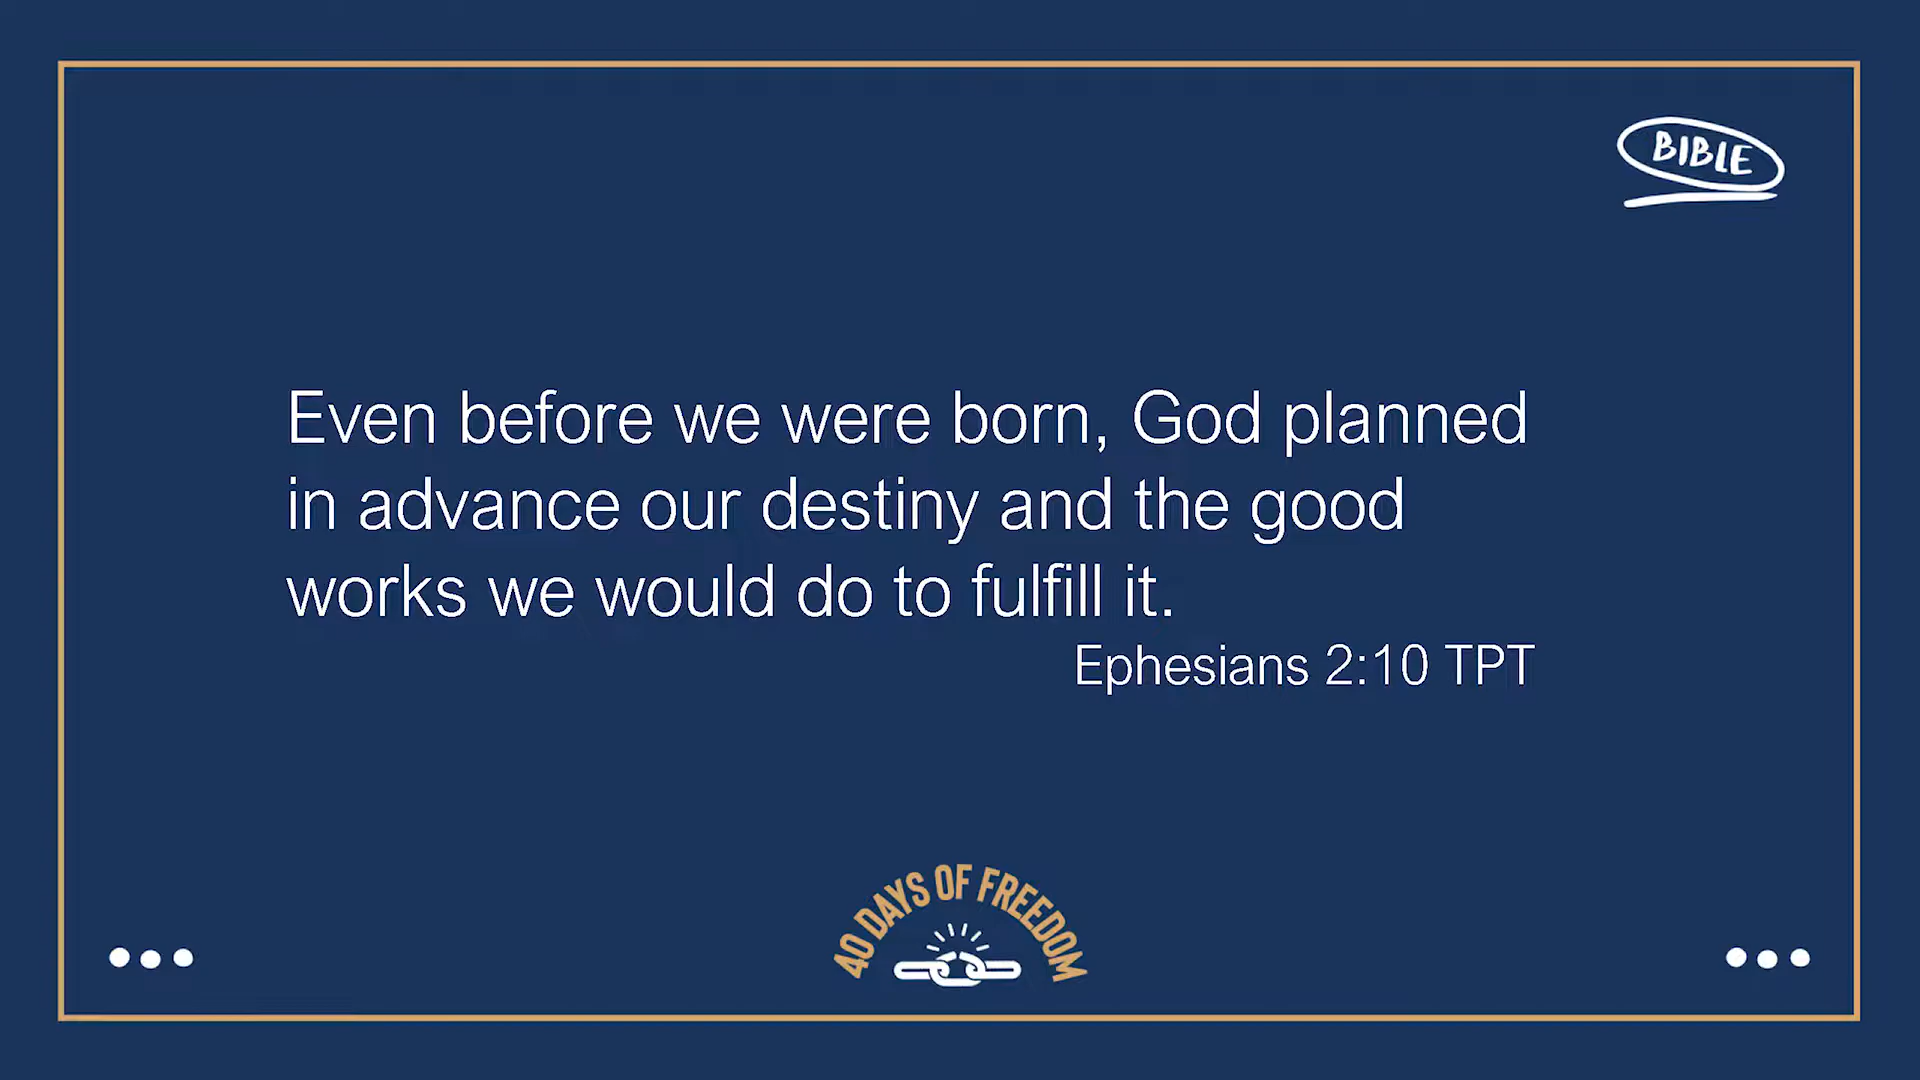 BIBLE
Even before we were born, God planned
in advance our destiny and the good
works we would do to fulfill it.
Ephesians 2:10 TPT
40 DAYS OF FREEDOM